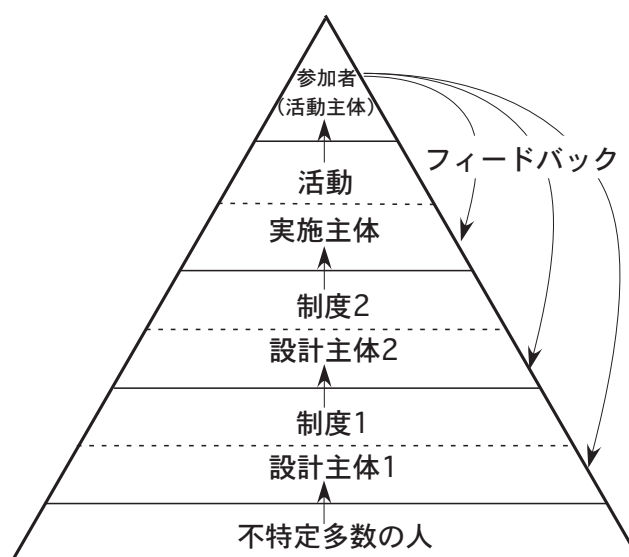 参加者
(活動主体)
フィードバック
活動
実施主体
制度2
設計主体2
制度1
設計主体1
不特定多数の人